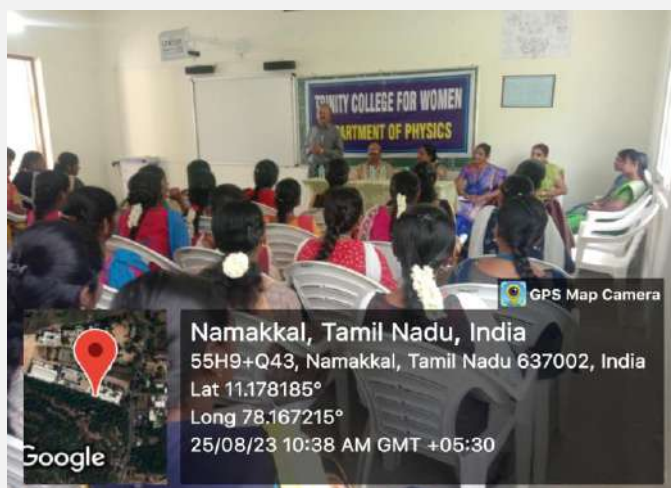 TRINITY COLLEGE FOR WOMEN
DEPARTMENT OF PHYSICS
GPS Map Camera
Namakkal, Tamil Nadu, India
55H9+Q43, Namakkal, Tamil Nadu 637002, India
Lat 11.178185°
Long 78.167215°
25/08/23 10:38 AM GMT +05:30
Google